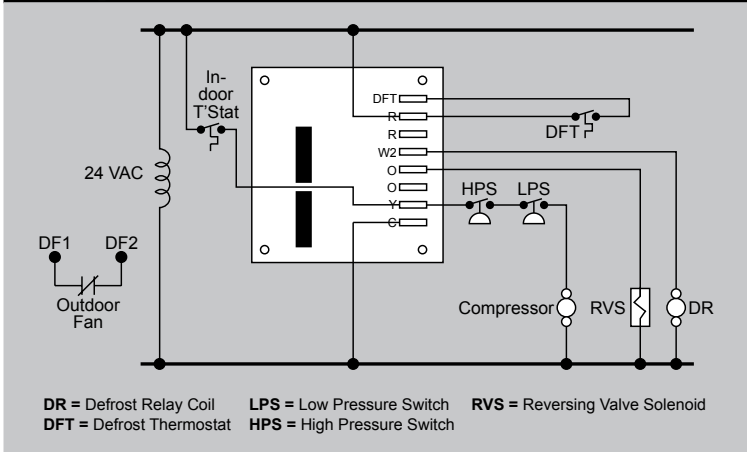 In-
door
T'Stat
DFT
R
R
W2
O
O
Y
C
DFT
24 VAC
HPS LPS
DF1 DF2
Outdoor
Fan
Compressor RVS DR
DR = Defrost Relay Coil LPS = Low Pressure Switch RVS = Reversing Valve Solenoid
DFT = Defrost Thermostat HPS = High Pressure Switch